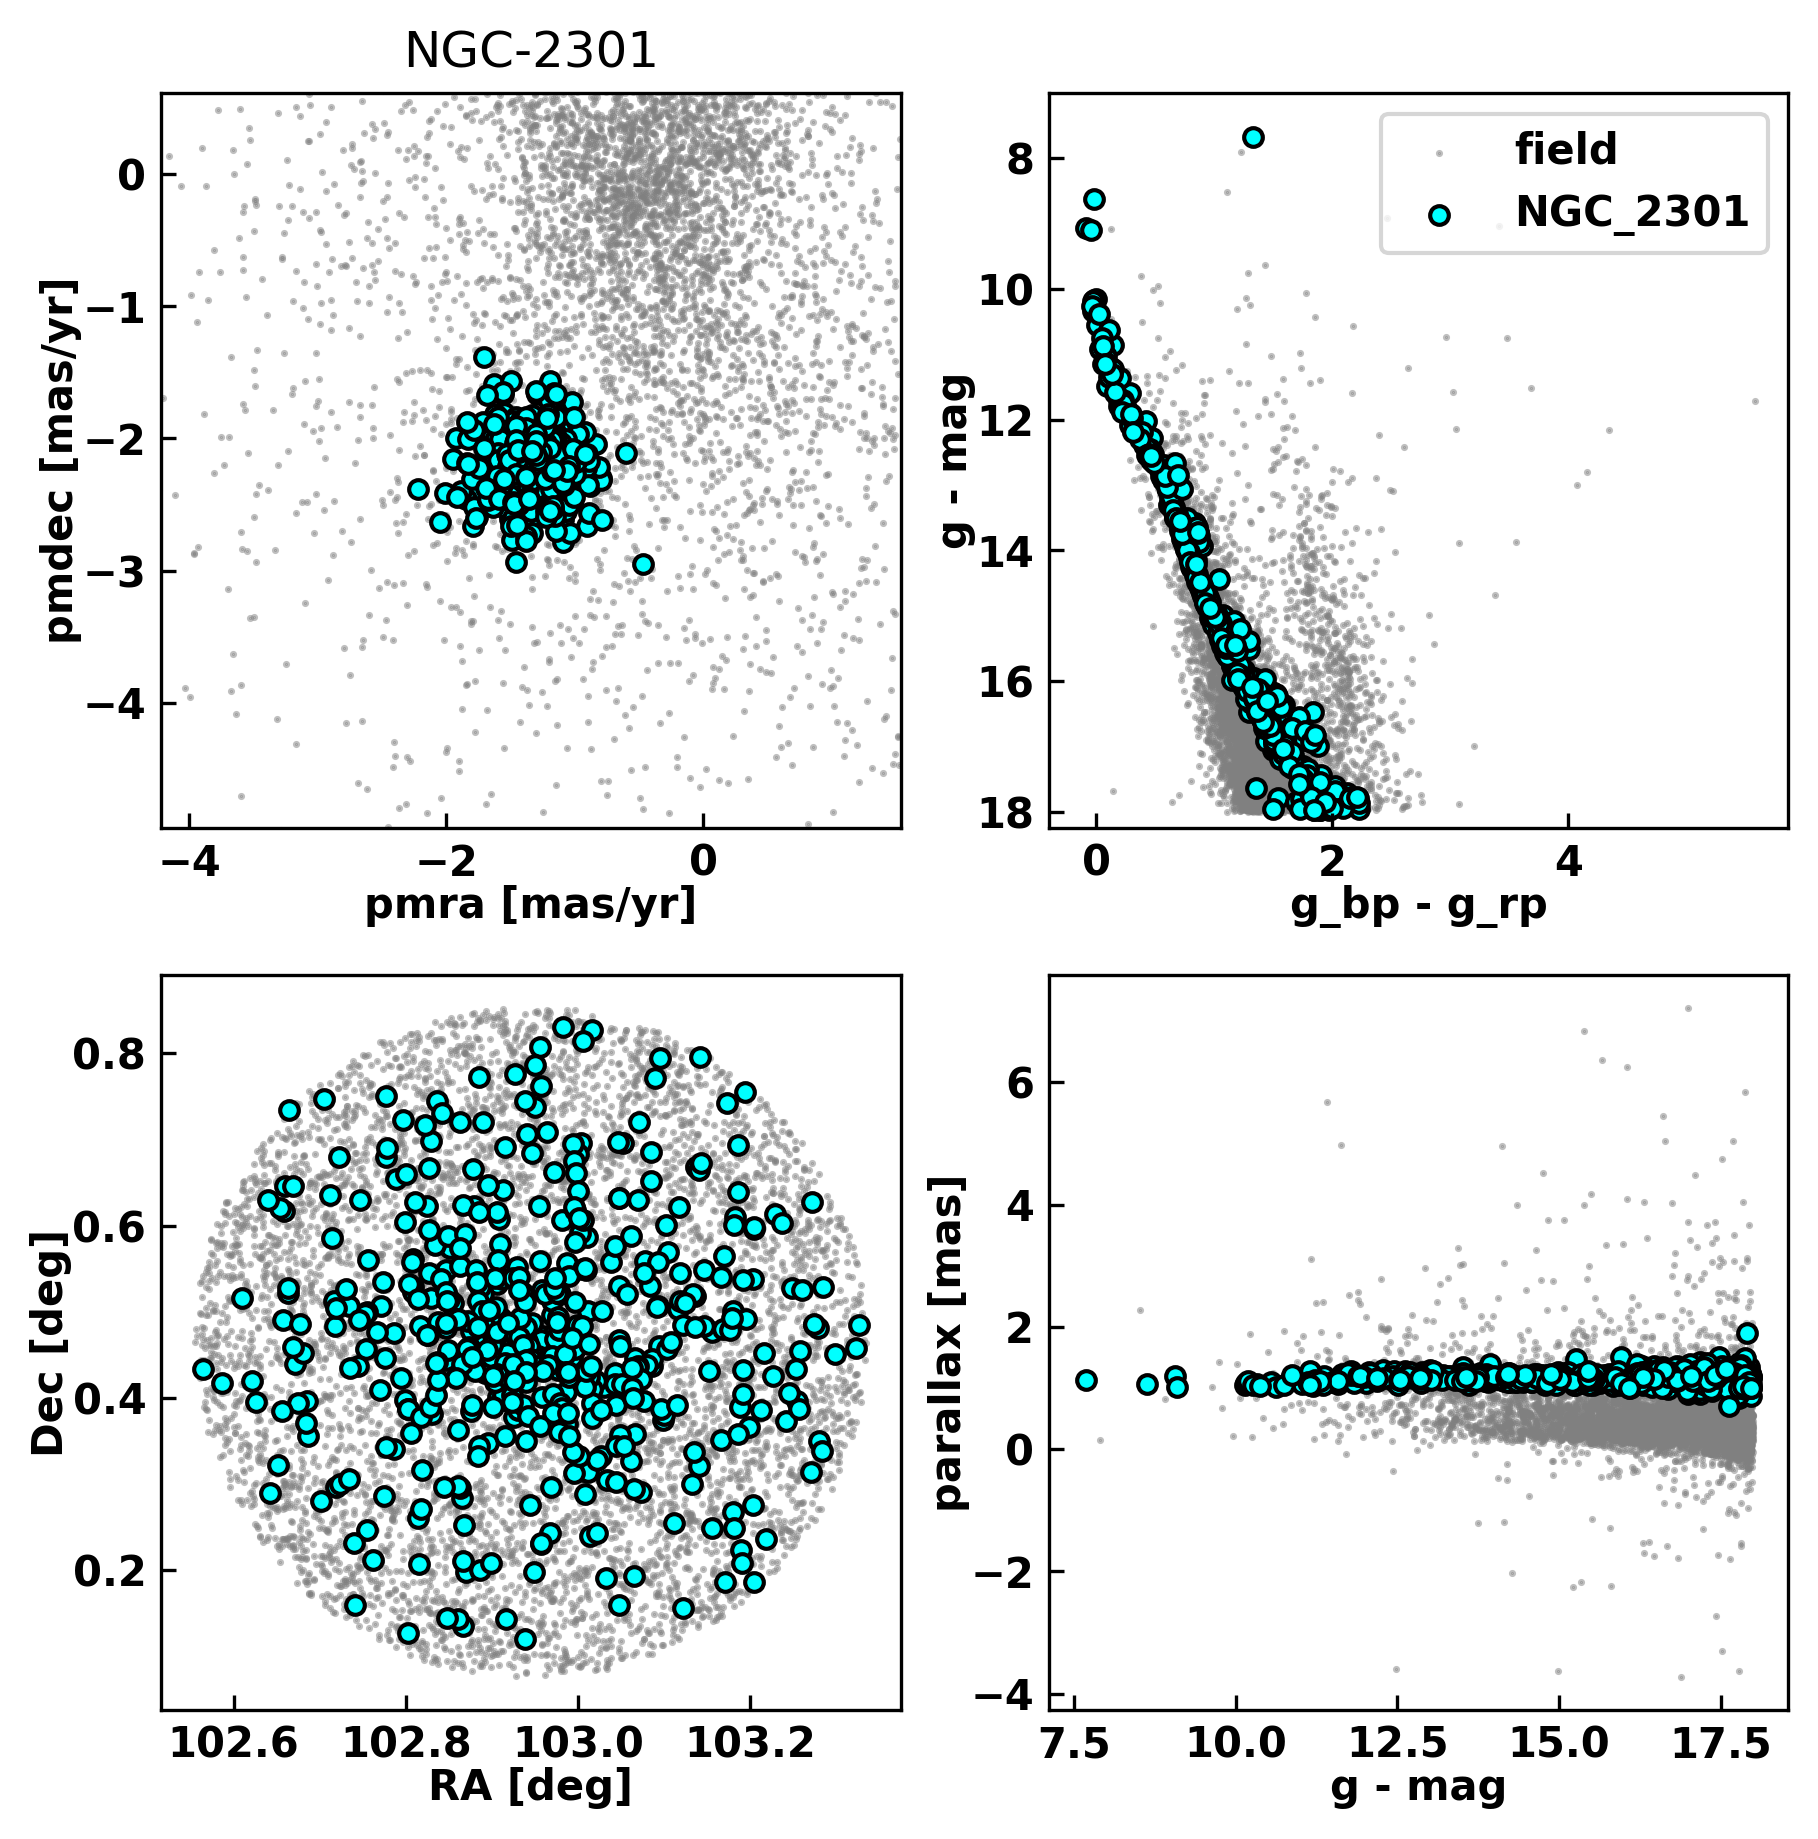 NGC-2301
0
−1
−2
−3
−4
pmdec [mas/yr]
−4 −2 0
pmra [mas/yr]
field
NGC_2301
8
10
12
14
16
18
g - mag
0 2 4
g_bp - g_rp
0.8
0.6
0.4
0.2
Dec [deg]
102.6 102.8 103.0 103.2
RA [deg]
6
4
2
0
−2
−4
parallax [mas]
7.5 10.0 12.5 15.0 17.5
g - mag